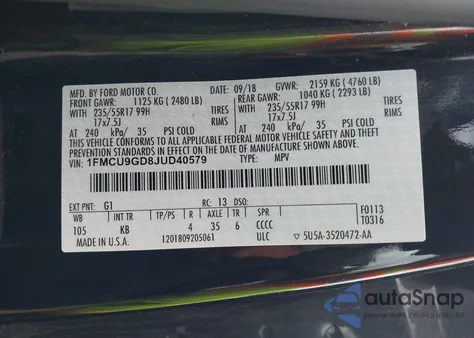 MFD. BY FORD MOTOR CO.
DATE: 09/18 GVWR: 2159 KG ( 4760 LB)
FRONT GAWR: 1125 KG ( 2480 LB) REAR GAWR: 1040 KG ( 2293 LB)
WITH 235/55R17 99H TIRES WITH 235/55R17 99H TIRES
17x7.5J RIMS 17x7.5J RIMS
AT 240 kPa/ 35 PSI COLD AT 240 kPa/ 35 PSI COLD
THIS VEHICLE CONFORMS TO ALL APPLICABLE FEDERAL MOTOR VEHICLE
SAFETY AND THEFT PREVENTION STANDARDS IN EFFECT ON THE DATE OF MANUFACTURE SHOWN ABOVE.
VIN: 1FMCU9GD8JUD40579 TYPE: MPV
EXT PNT: G1 RC: 13 DSO: F0113
WB INT TR TP/PS R AXLE TR SPR T0316
105 KB 4 35 6 CCCC
MADE IN U.S.A. 1201809205061 ULC 5U5A-3520472-AA
autoSnap